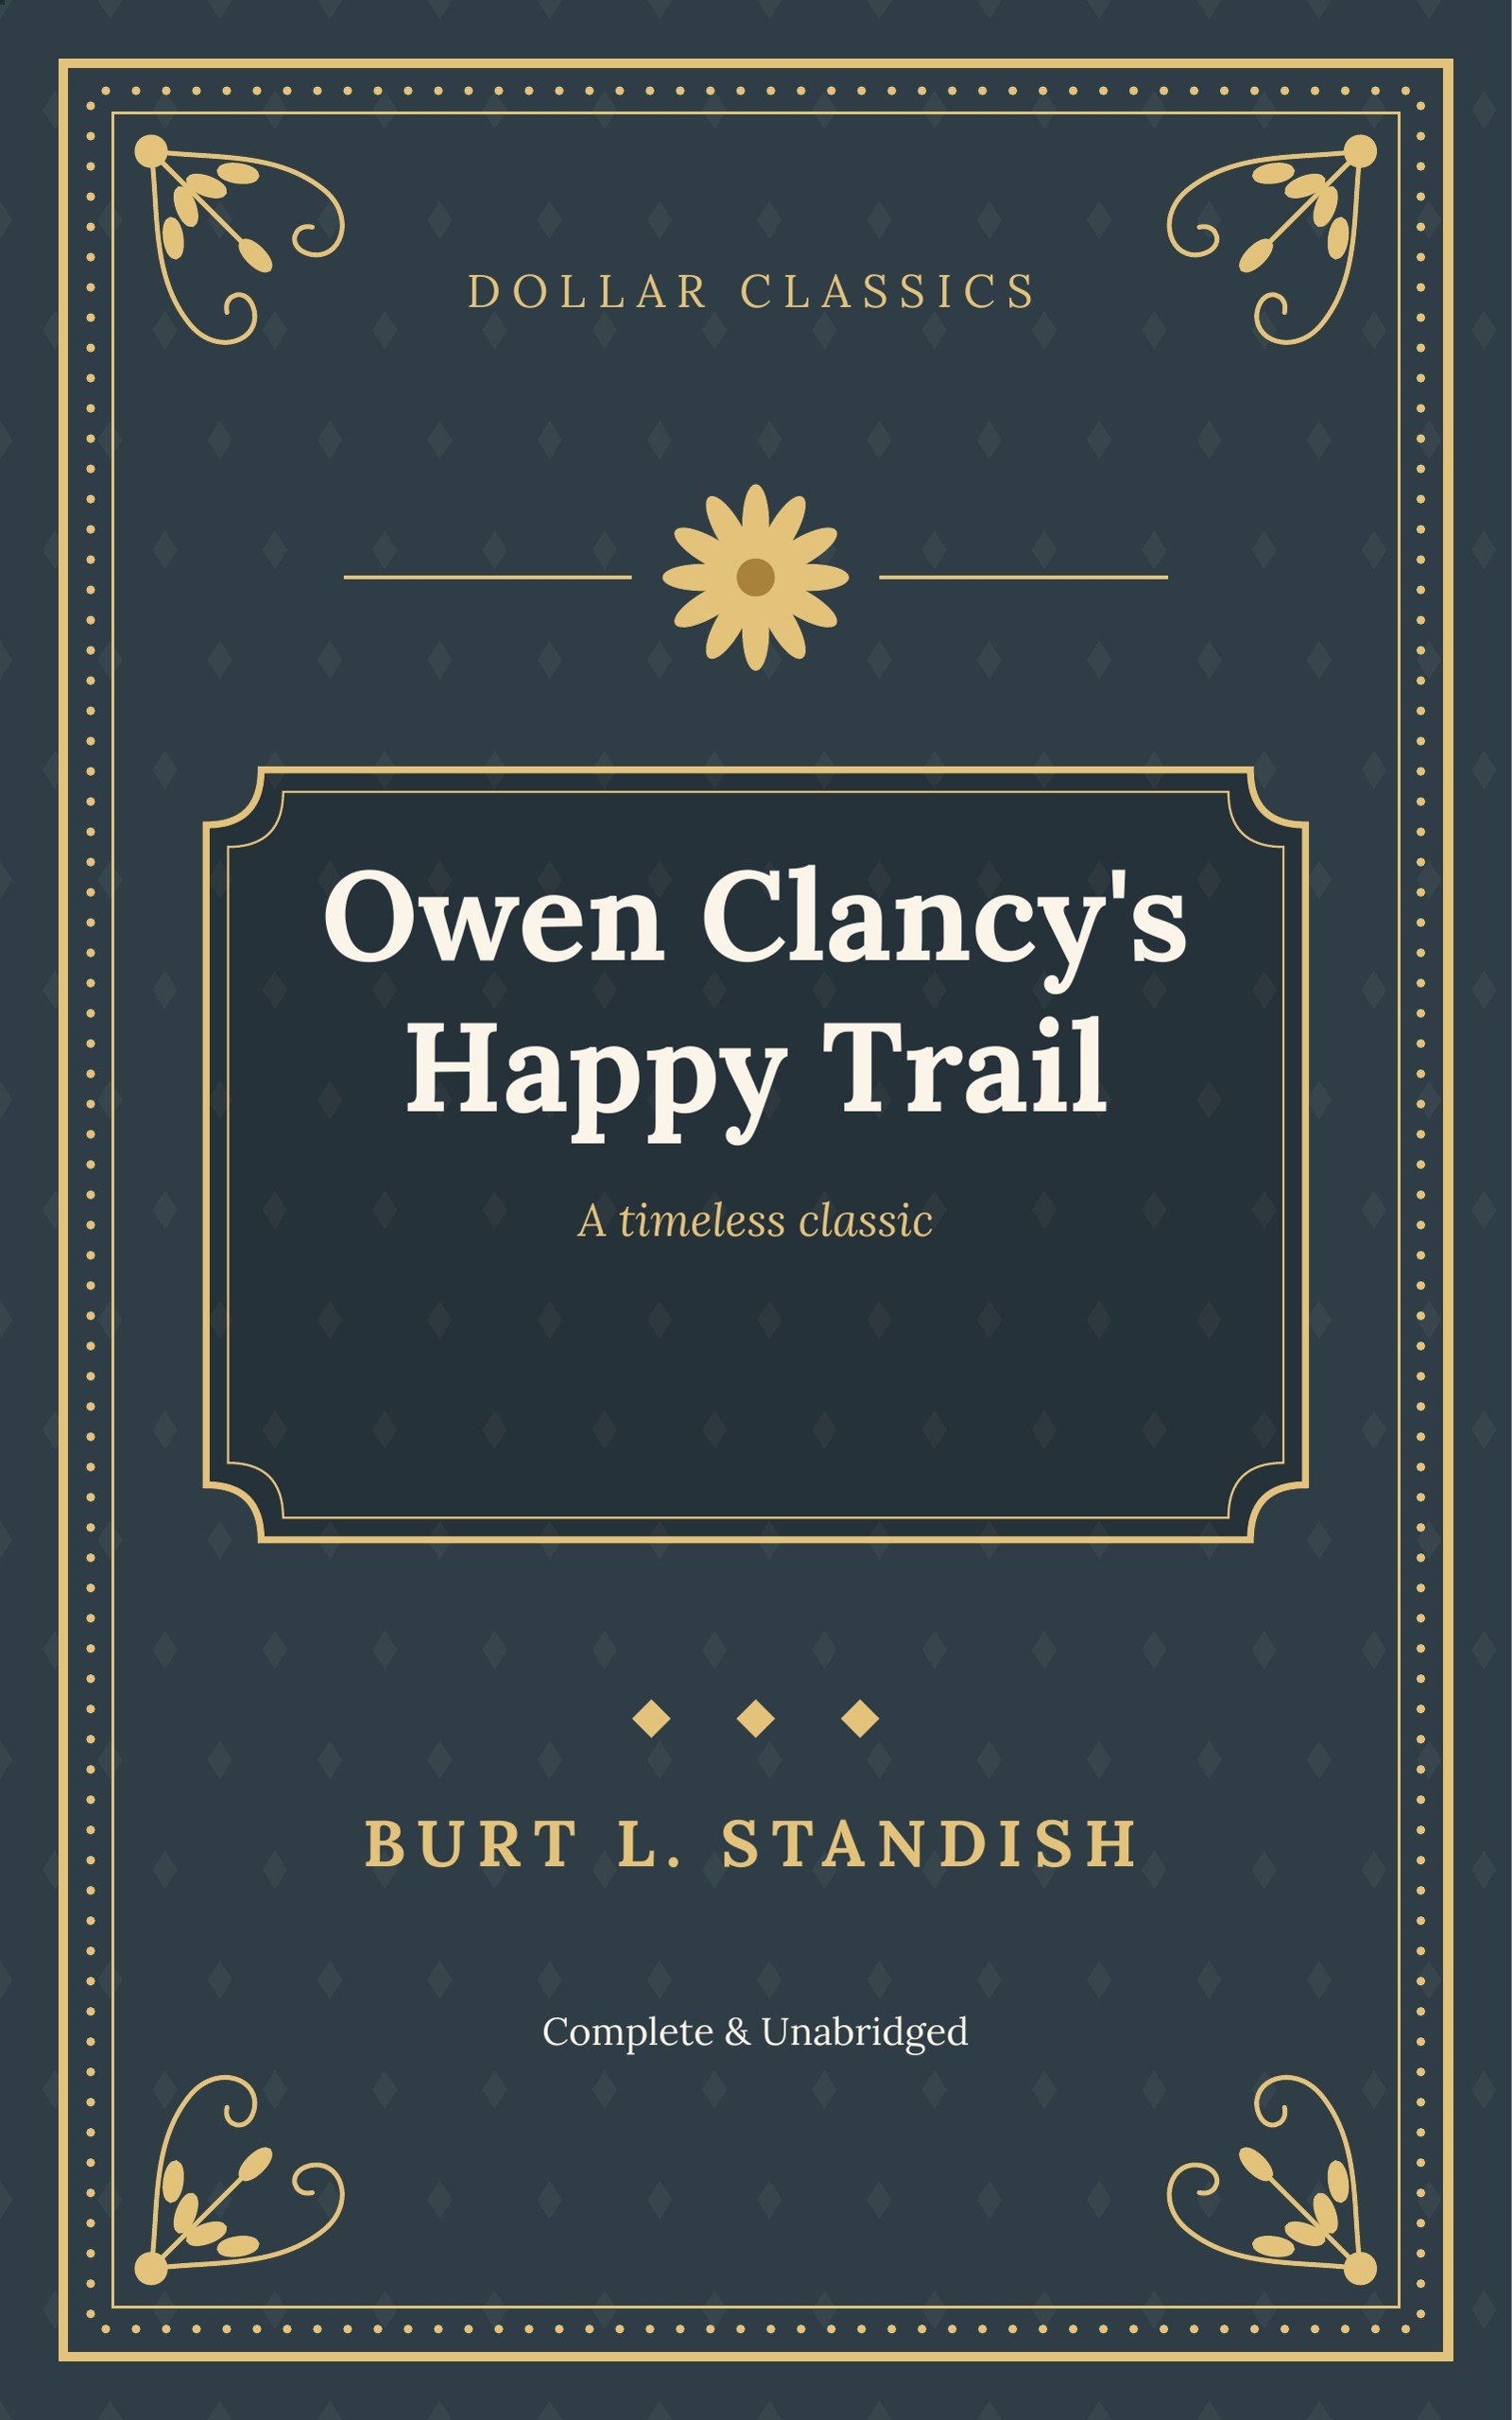 DOLLAR CLASSICS
Owen Clancy's
Happy Trail
A timeless classic
BURT L. STANDISH
Complete & Unabridged